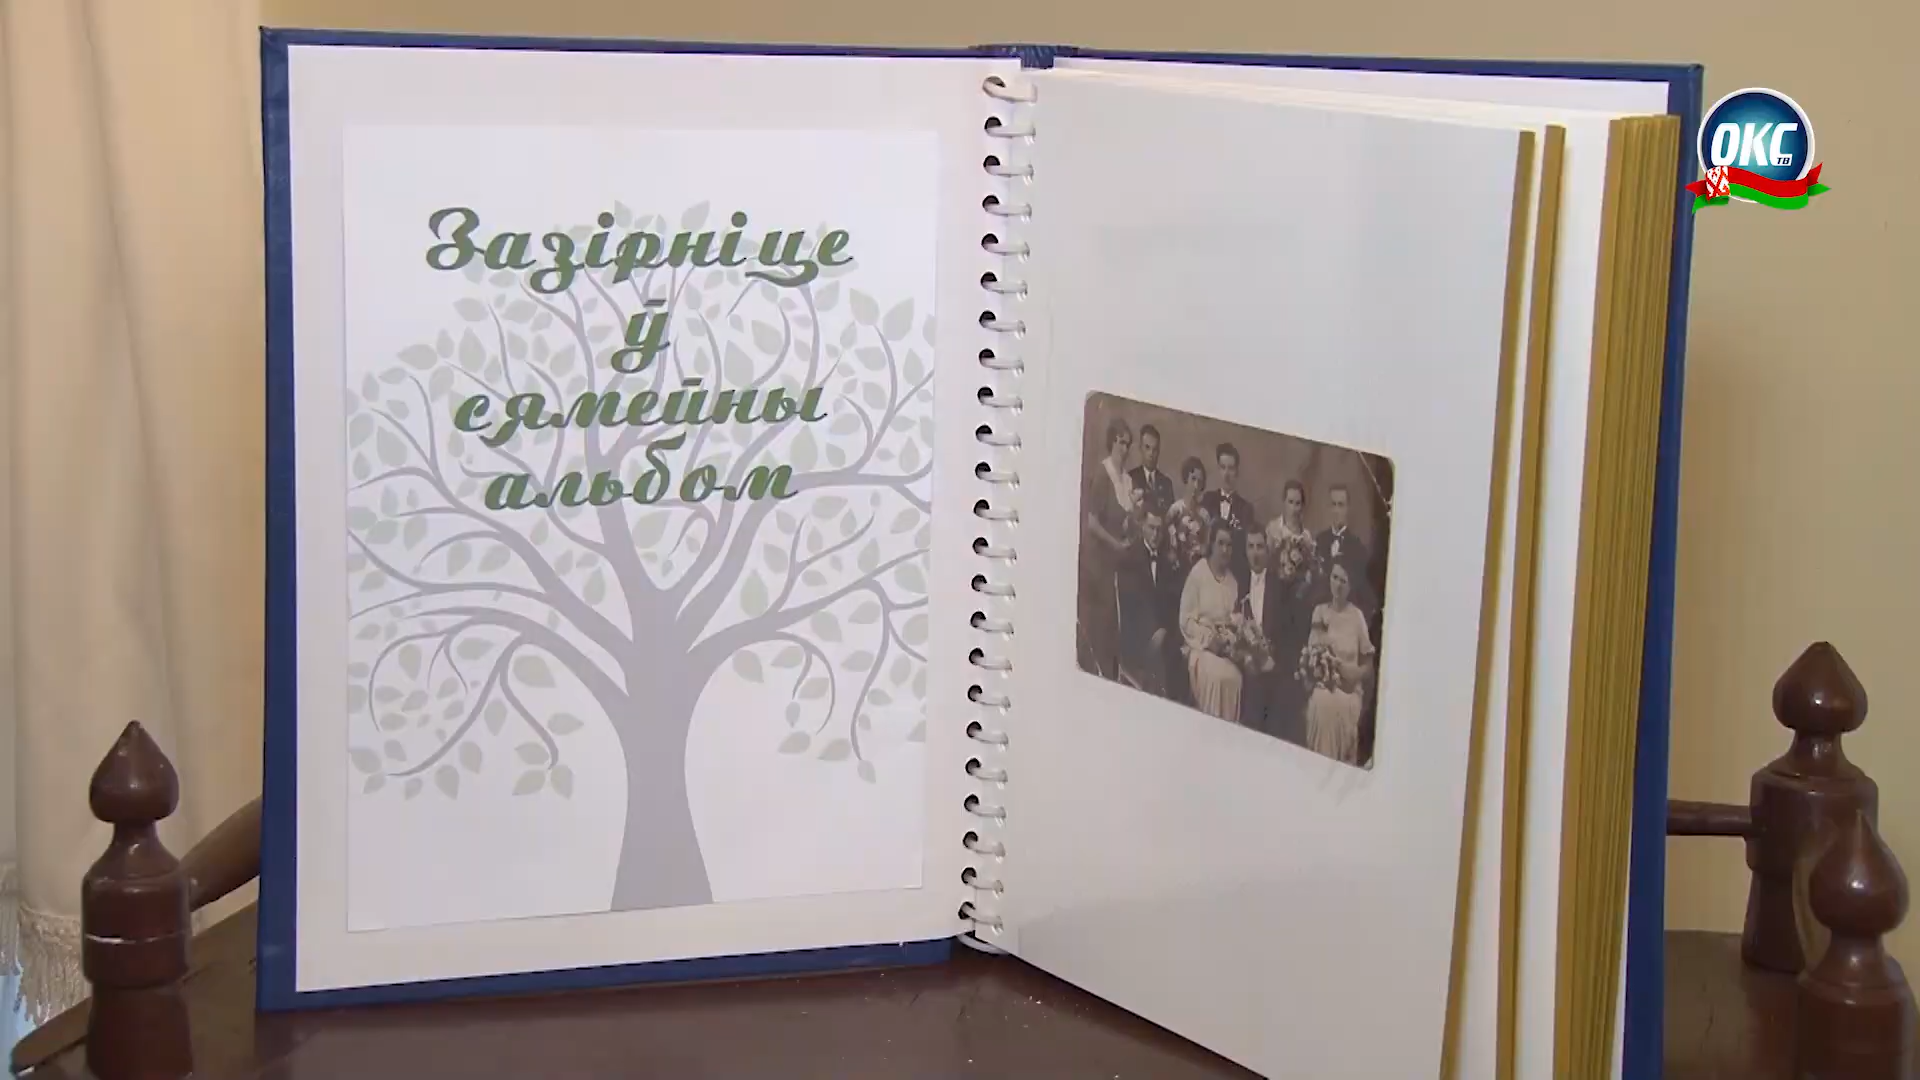 Зазірніце
ў
сямейны
альбом
ОКС
ТВ